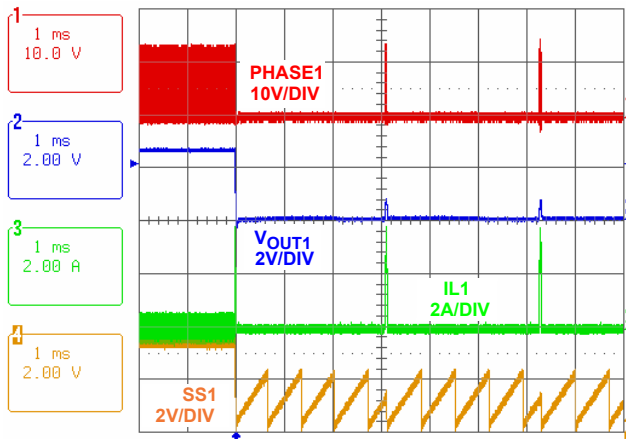 1
1 ms
10.0 V
2
1 ms
2.00 V
3
1 ms
2.00 A
4
1 ms
2.00 V
PHASE1
10V/DIV
VOUT1
2V/DIV
IL1
2A/DIV
SS1
2V/DIV